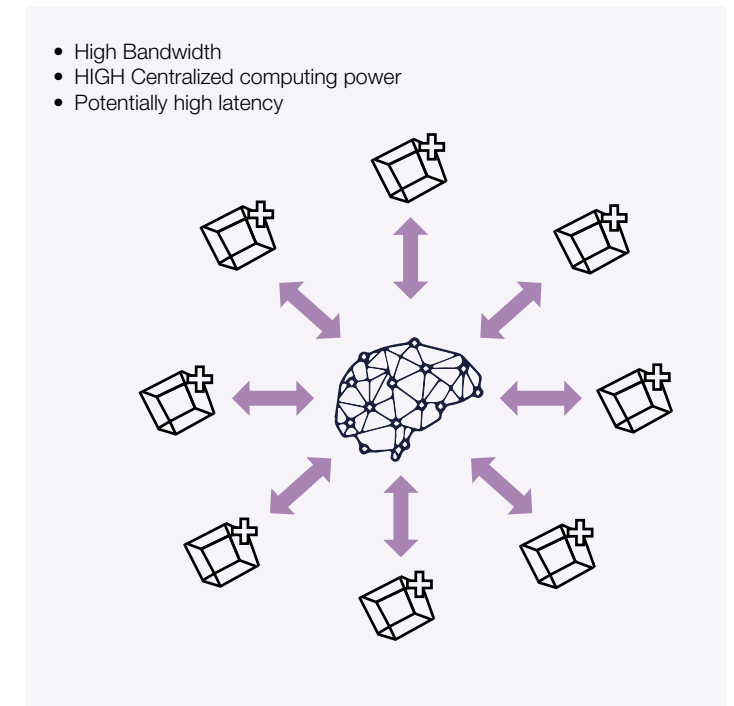 • High Bandwidth
• HIGH Centralized computing power
• Potentially high latency